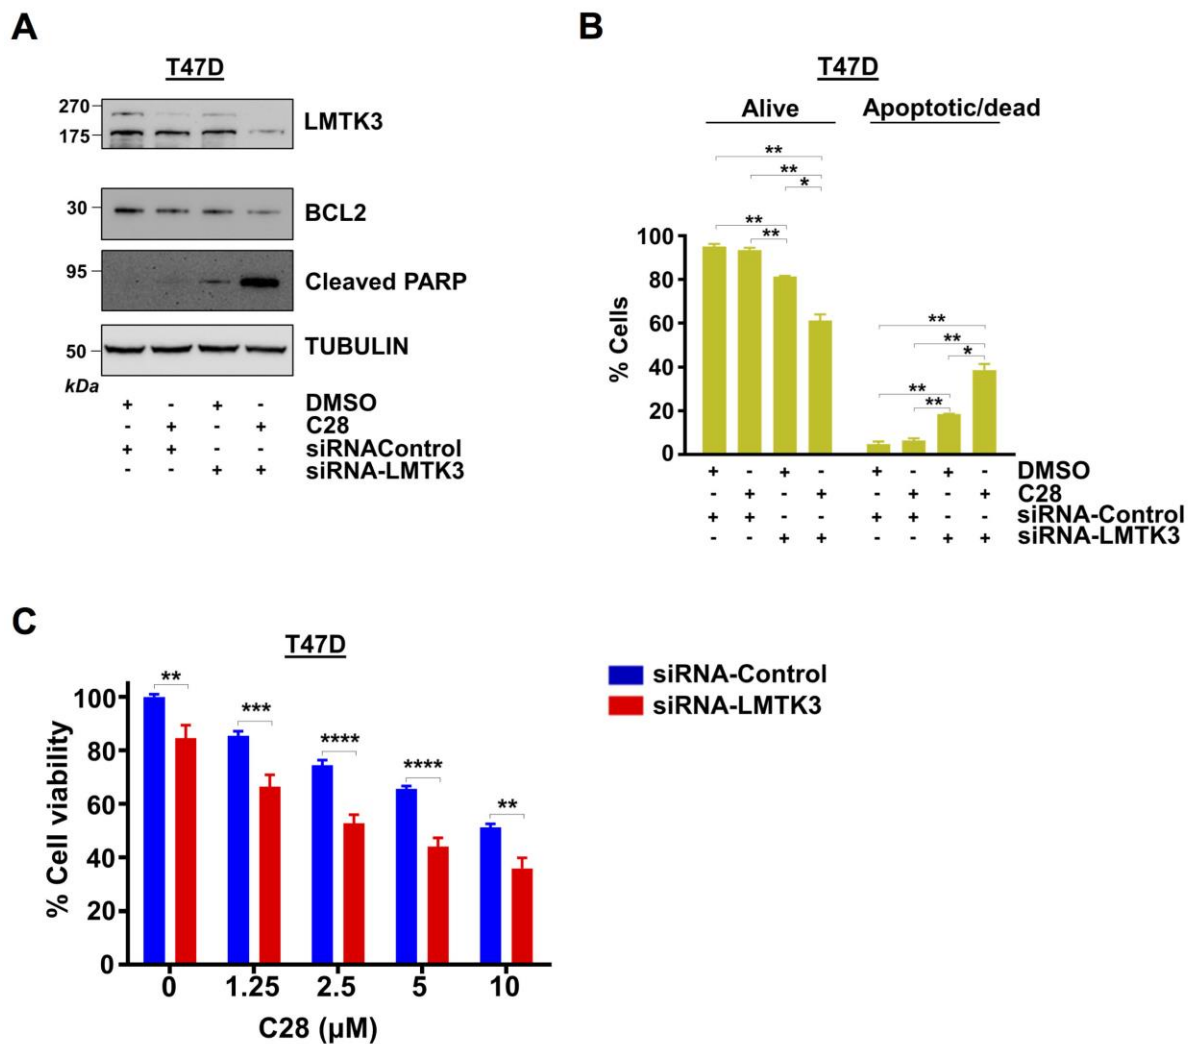 A
T47D
270
175
LMTK3
30
BCL2
95
Cleaved PARP
50
TUBULIN
kDa
+ - + - DMSO
- + - + C28
+ + - - siRNAControl
- - + + siRNA-LMTK3
B
T47D
Alive Apoptotic/dead
**
**
*
**
**
**
**
*
**
**
% Cells
100
80
60
40
20
0
+ - + - + - + - DMSO
- + - + - + - + C28
+ + - - + + - - siRNA-Control
- - + + - - + + siRNA-LMTK3
C
T47D
siRNA-Control
siRNA-LMTK3
**
***
****
****
**
% Cell viability
100
80
60
40
20
0
0 1.25 2.5 5 10
C28 (µM)